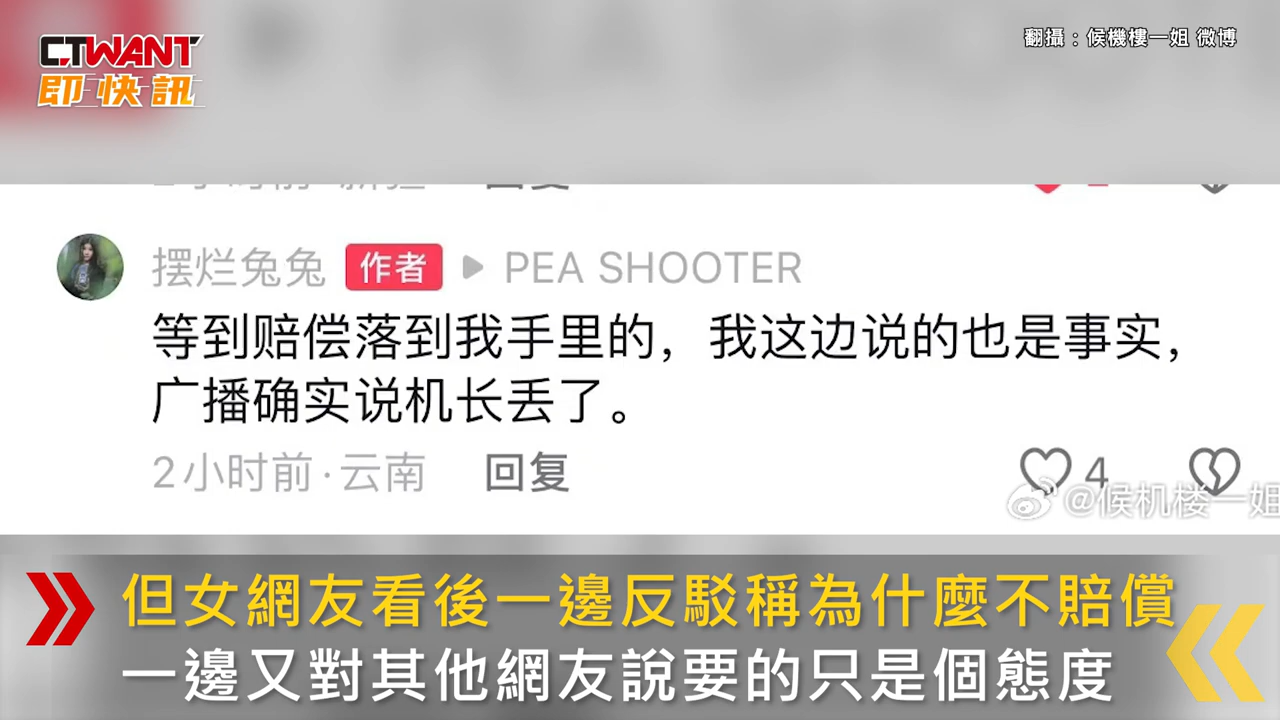 CTWANT
即快訊
翻攝：候機樓一姐 微博
回复
摆烂兔兔 作者 ▶ PEA SHOOTER
等到赔偿落到我手里的，我这边说的也是事实，
广播确实说机长丢了。
2小时前·云南 回复 4
@候机楼一姐
但女網友看後一邊反駁稱為什麼不賠償
一邊又對其他網友說要的只是個態度